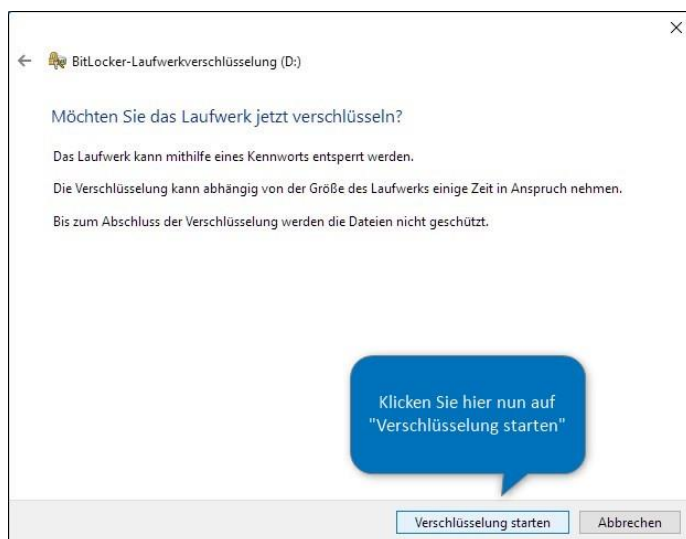 BitLocker-Laufwerkverschlüsselung (D:)
Möchten Sie das Laufwerk jetzt verschlüsseln?
Das Laufwerk kann mithilfe eines Kennworts entsperrt werden.
Die Verschlüsselung kann abhängig von der Größe des Laufwerks einige Zeit in Anspruch nehmen.
Bis zum Abschluss der Verschlüsselung werden die Dateien nicht geschützt.
Klicken Sie hier nun auf
"Verschlüsselung starten"
Verschlüsselung starten
Abbrechen